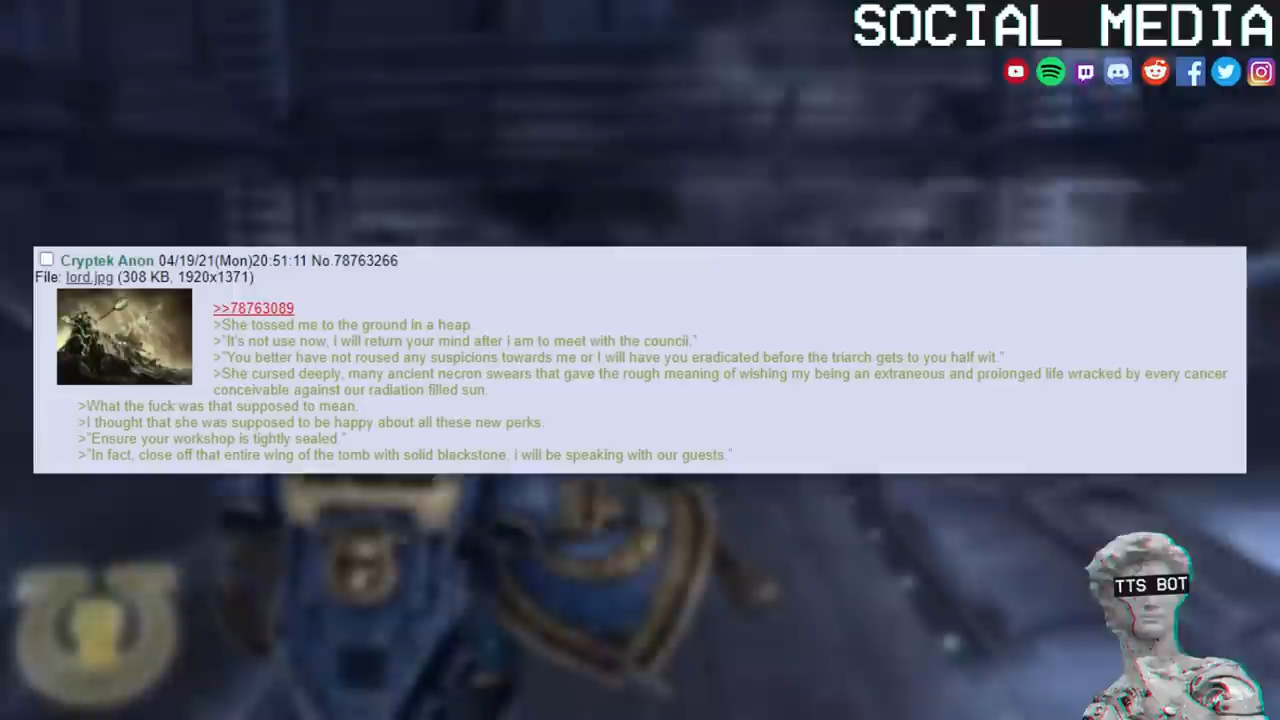 SOCIAL MEDIA
Cryptek Anon 04/19/21(Mon)20:51:11 No.78763266
File: lord.jpg (308 KB, 1920x1371)
>>78763089
>She tossed me to the ground in a heap.
>"It's not use now, I will return your mind after i am to meet with the council."
>"You better have not roused any suspicions towards me or I will have you eradicated before the triarch gets to you half wit."
>She cursed deeply, many ancient necron swears that gave the rough meaning of wishing my being an extraneous and prolonged life wracked by every cancer
conceivable against our radiation filled sun.
>What the fuck was that supposed to mean.
>I thought that she was supposed to be happy about all these new perks.
>"Ensure your workshop is tightly sealed."
>"In fact, close off that entire wing of the tomb with solid blackstone, i will be speaking with our guests."
TTS BOT